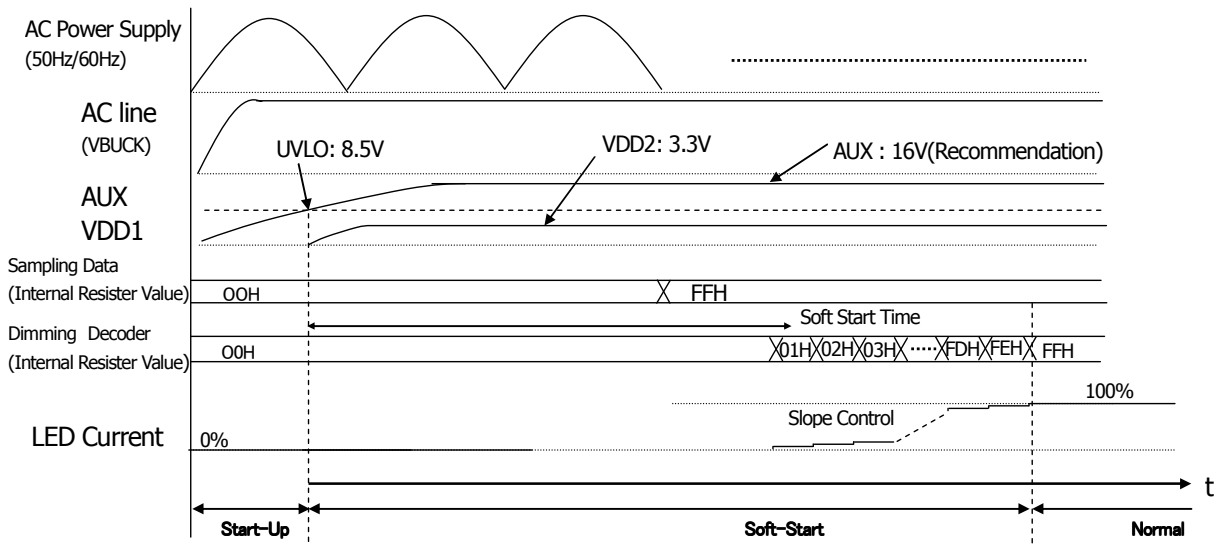 AC Power Supply
(50Hz/60Hz)
AC line
(VBUCK)
UVLO: 8.5V
VDD2: 3.3V
AUX : 16V(Recommendation)
AUX
VDD1
Sampling Data
(Internal Resister Value)
OOH
FFH
Soft Start Time
Dimming Decoder
(Internal Resister Value)
O0H
01H
02H
03H
FDH
FEH
FFH
100%
Slope Control
LED Current
0%
t
Start-Up
Soft-Start
Normal